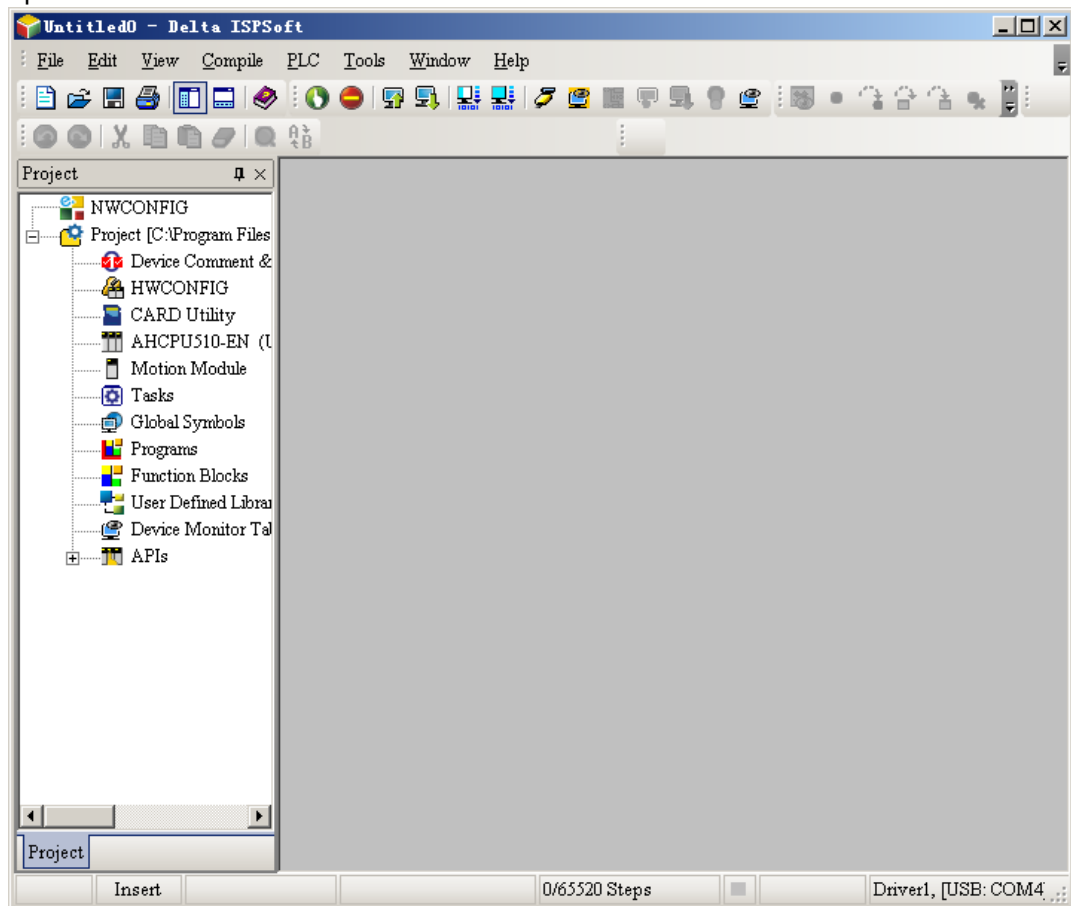 Untitled0 - Delta ISPSoft
File Edit View Compile PLC Tools Window Help
Project
NWCONFIG
Project [C:\Program Files
Device Comment &
HWCONFIG
CARD Utility
AHCPU510-EN (U
Motion Module
Tasks
Global Symbols
Programs
Function Blocks
User Defined Librar
Device Monitor Tab
APIs
Project
Insert 0/65520 Steps Driver1, [USB: COM4]